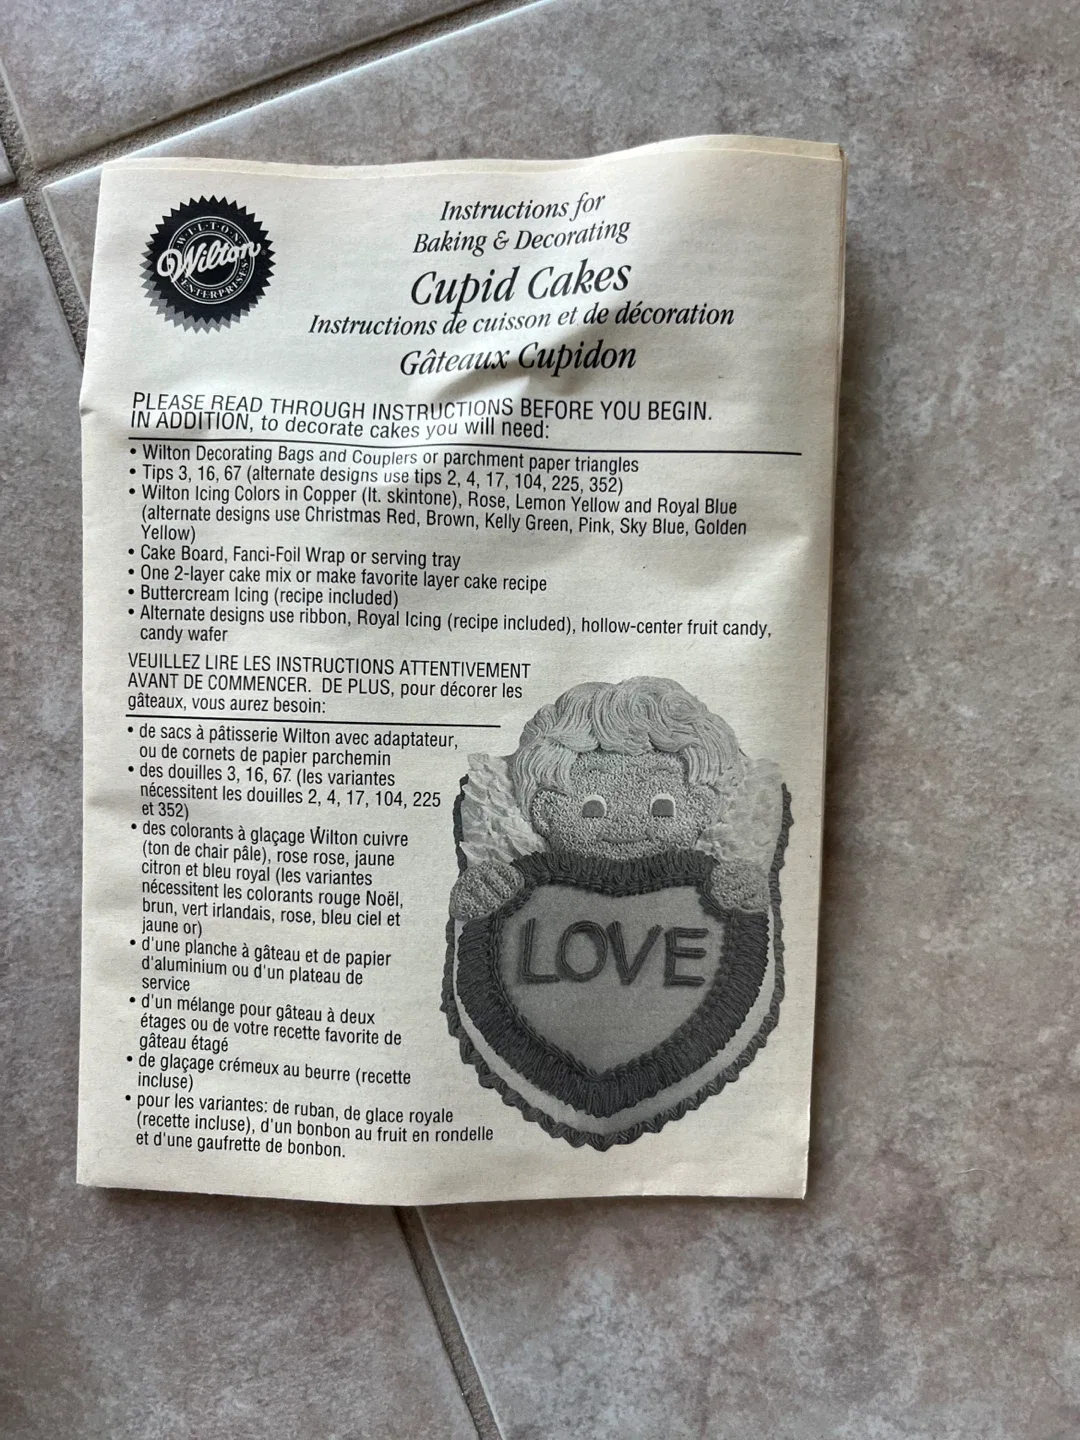 WILTON
Wilton®
ENTERPRISES
Instructions for
Baking & Decorating
Cupid Cakes
Instructions de cuisson et de décoration
Gâteaux Cupidon
PLEASE READ THROUGH INSTRUCTIONS BEFORE YOU BEGIN.
IN ADDITION, to decorate cakes you will need:
• Wilton Decorating Bags and Couplers or parchment paper triangles
• Tips 3, 16, 67 (alternate designs use tips 2, 4, 17, 104, 225, 352)
• Wilton Icing Colors in Copper (lt. skintone), Rose, Lemon Yellow and Royal Blue
(alternate designs use Christmas Red, Brown, Kelly Green, Pink, Sky Blue, Golden
Yellow)
• Cake Board, Fanci-Foil Wrap or serving tray
• One 2-layer cake mix or make favorite layer cake recipe
• Buttercream Icing (recipe included)
• Alternate designs use ribbon, Royal Icing (recipe included), hollow-center fruit candy,
candy wafer
VEUILLEZ LIRE LES INSTRUCTIONS ATTENTIVEMENT
AVANT DE COMMENCER. DE PLUS, pour décorer les
gâteaux, vous aurez besoin:
• de sacs à pâtisserie Wilton avec adaptateur,
ou de cornets de papier parchemin
• des douilles 3, 16, 67 (les variantes
nécessitent les douilles 2, 4, 17, 104, 225
et 352)
• des colorants à glaçage Wilton cuivre
(ton de chair pâle), rose rose, jaune
citron et bleu royal (les variantes
nécessitent les colorants rouge Noël,
brun, vert irlandais, rose, bleu ciel et
jaune or)
• d'une planche à gâteau et de papier
d'aluminium ou d'un plateau de
service
• d'un mélange pour gâteau à deux
étages ou de votre recette favorite de
gâteau étagé
• de glaçage crémeux au beurre (recette
incluse)
• pour les variantes: de ruban, de glace royale
(recette incluse), d'un bonbon au fruit en rondelle
et d'une gaufrette de bonbon.
LOVE